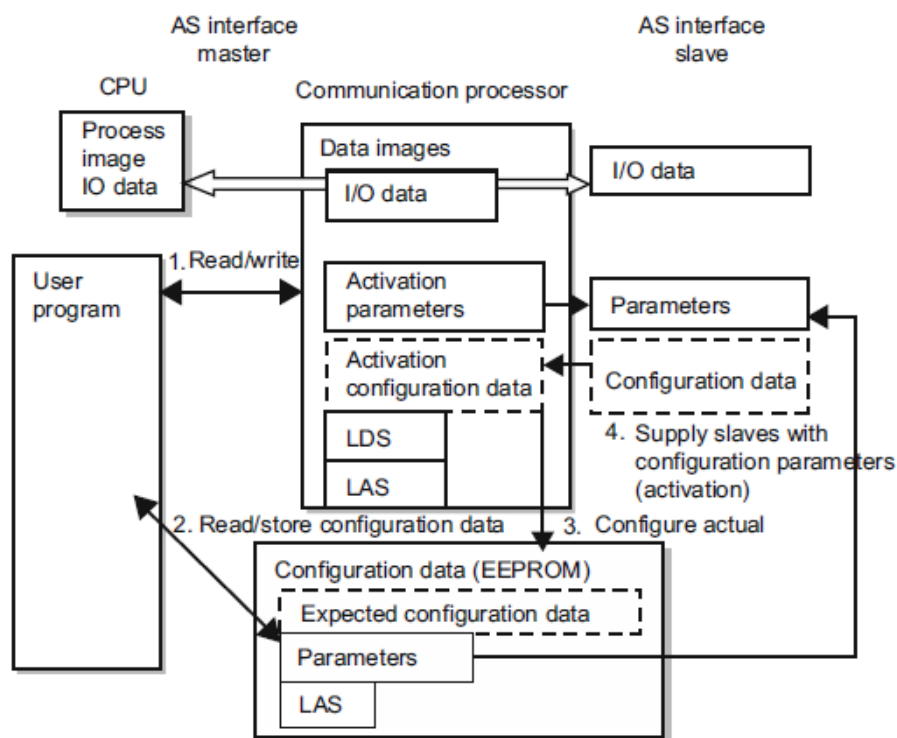 AS interface
master
AS interface
slave
CPU
Communication processor
Process
image
IO data
Data images
I/O data
I/O data
1. Read/write
User
program
Activation
parameters
Parameters
Activation
configuration data
Configuration data
LDS
LAS
4. Supply slaves with
configuration parameters
(activation)
2. Read/store configuration data
3. Configure actual
Configuration data (EEPROM)
Expected configuration data
Parameters
LAS